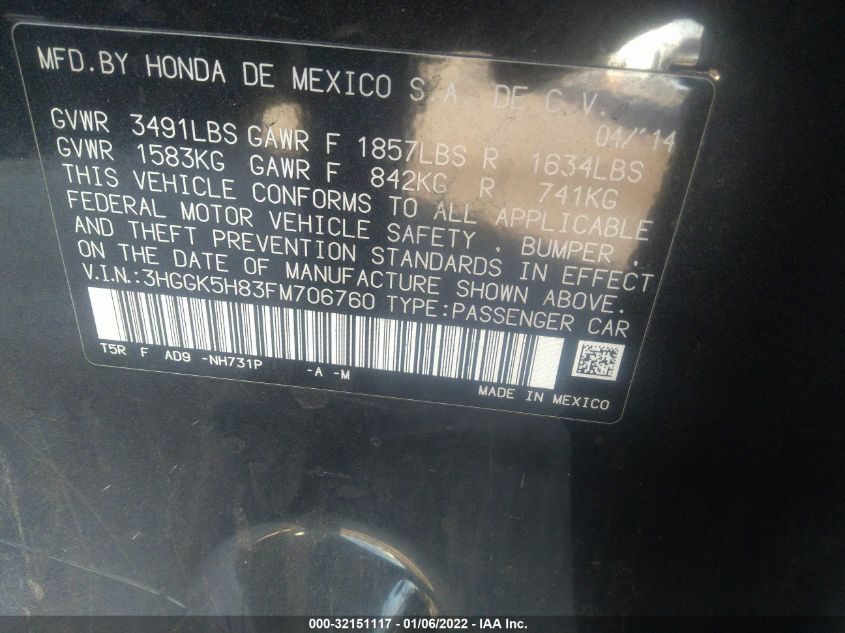 MFD.BY HONDA DE MEXICO S.A. DE C.V.
04/'14
GVWR 3491LBS GAWR F 1857LBS R 1634LBS
GVWR 1583KG GAWR F 842KG R 741KG
THIS VEHICLE CONFORMS TO ALL APPLICABLE
FEDERAL MOTOR VEHICLE SAFETY , BUMPER ,
AND THEFT PREVENTION STANDARDS IN EFFECT
ON THE DATE OF MANUFACTURE SHOWN ABOVE.
V.I.N.:3HGGK5H83FM706760 TYPE:PASSENGER CAR
T5R F AD9 -NH731P -A -M
MADE IN MEXICO
000-32151117 - 01/06/2022 - IAA Inc.